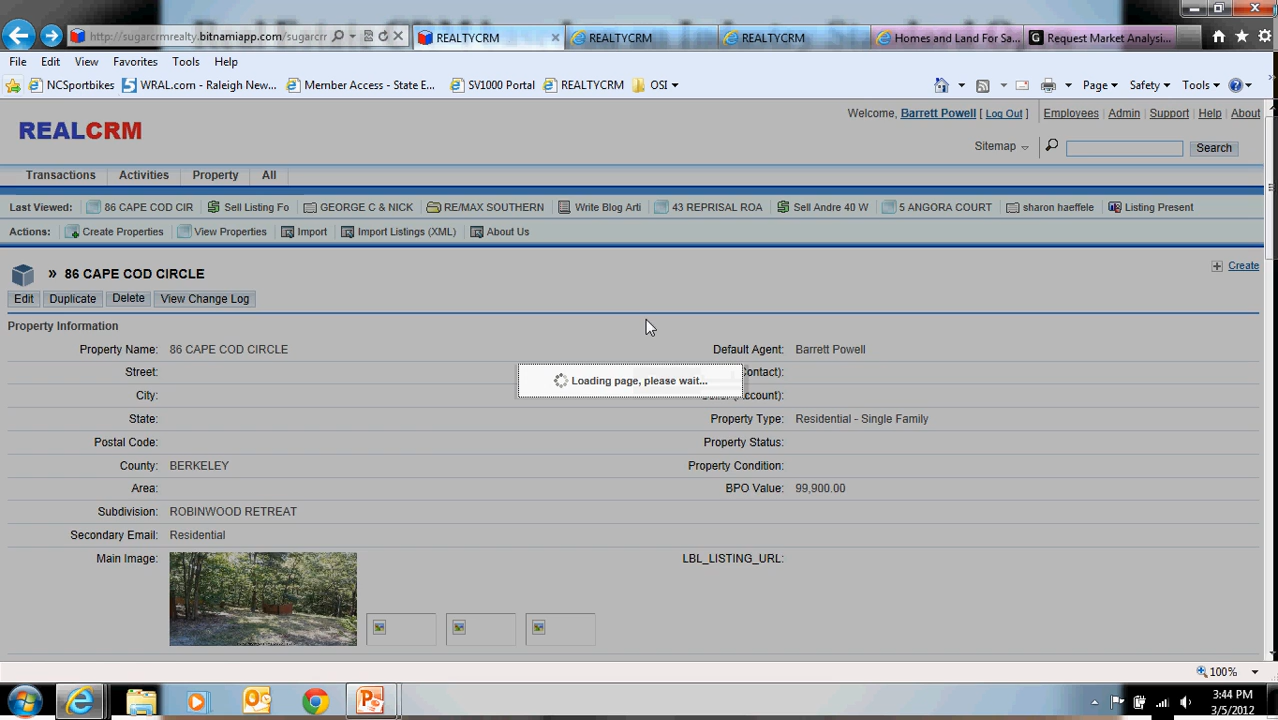 http://sugarcrmrealty.bitnamiapp.com/sugarcrr REALTYCRM REALTYCRM REALTYCRM Homes and Land For Sa... Request Market Analysi...
File Edit View Favorites Tools Help
NCSportbikes WRAL.com - Raleigh New... Member Access - State E... SV1000 Portal REALTYCRM OSI Page Safety Tools
Welcome, Barrett Powell [ Log Out ] Employees Admin Support Help About
REALCRM
Sitemap Search
Transactions Activities Property All
Last Viewed: 86 CAPE COD CIR Sell Listing Fo GEORGE C & NICK RE/MAX SOUTHERN Write Blog Arti 43 REPRISAL ROA Sell Andre 40 W 5 ANGORA COURT sharon haeffele Listing Present
Actions: Create Properties View Properties Import Import Listings (XML) About Us
» 86 CAPE COD CIRCLE Create
Edit Duplicate Delete View Change Log
Property Information
Property Name: 86 CAPE COD CIRCLE Default Agent: Barrett Powell
Street: Contact):
Loading page, please wait...
City:
State: Property Type: Residential - Single Family
Postal Code: Property Status:
County: BERKELEY Property Condition:
Area: BPO Value: 99,900.00
Subdivision: ROBINWOOD RETREAT
Secondary Email: Residential
Main Image: LBL_LISTING_URL:
100%
3:44 PM
3/5/2012